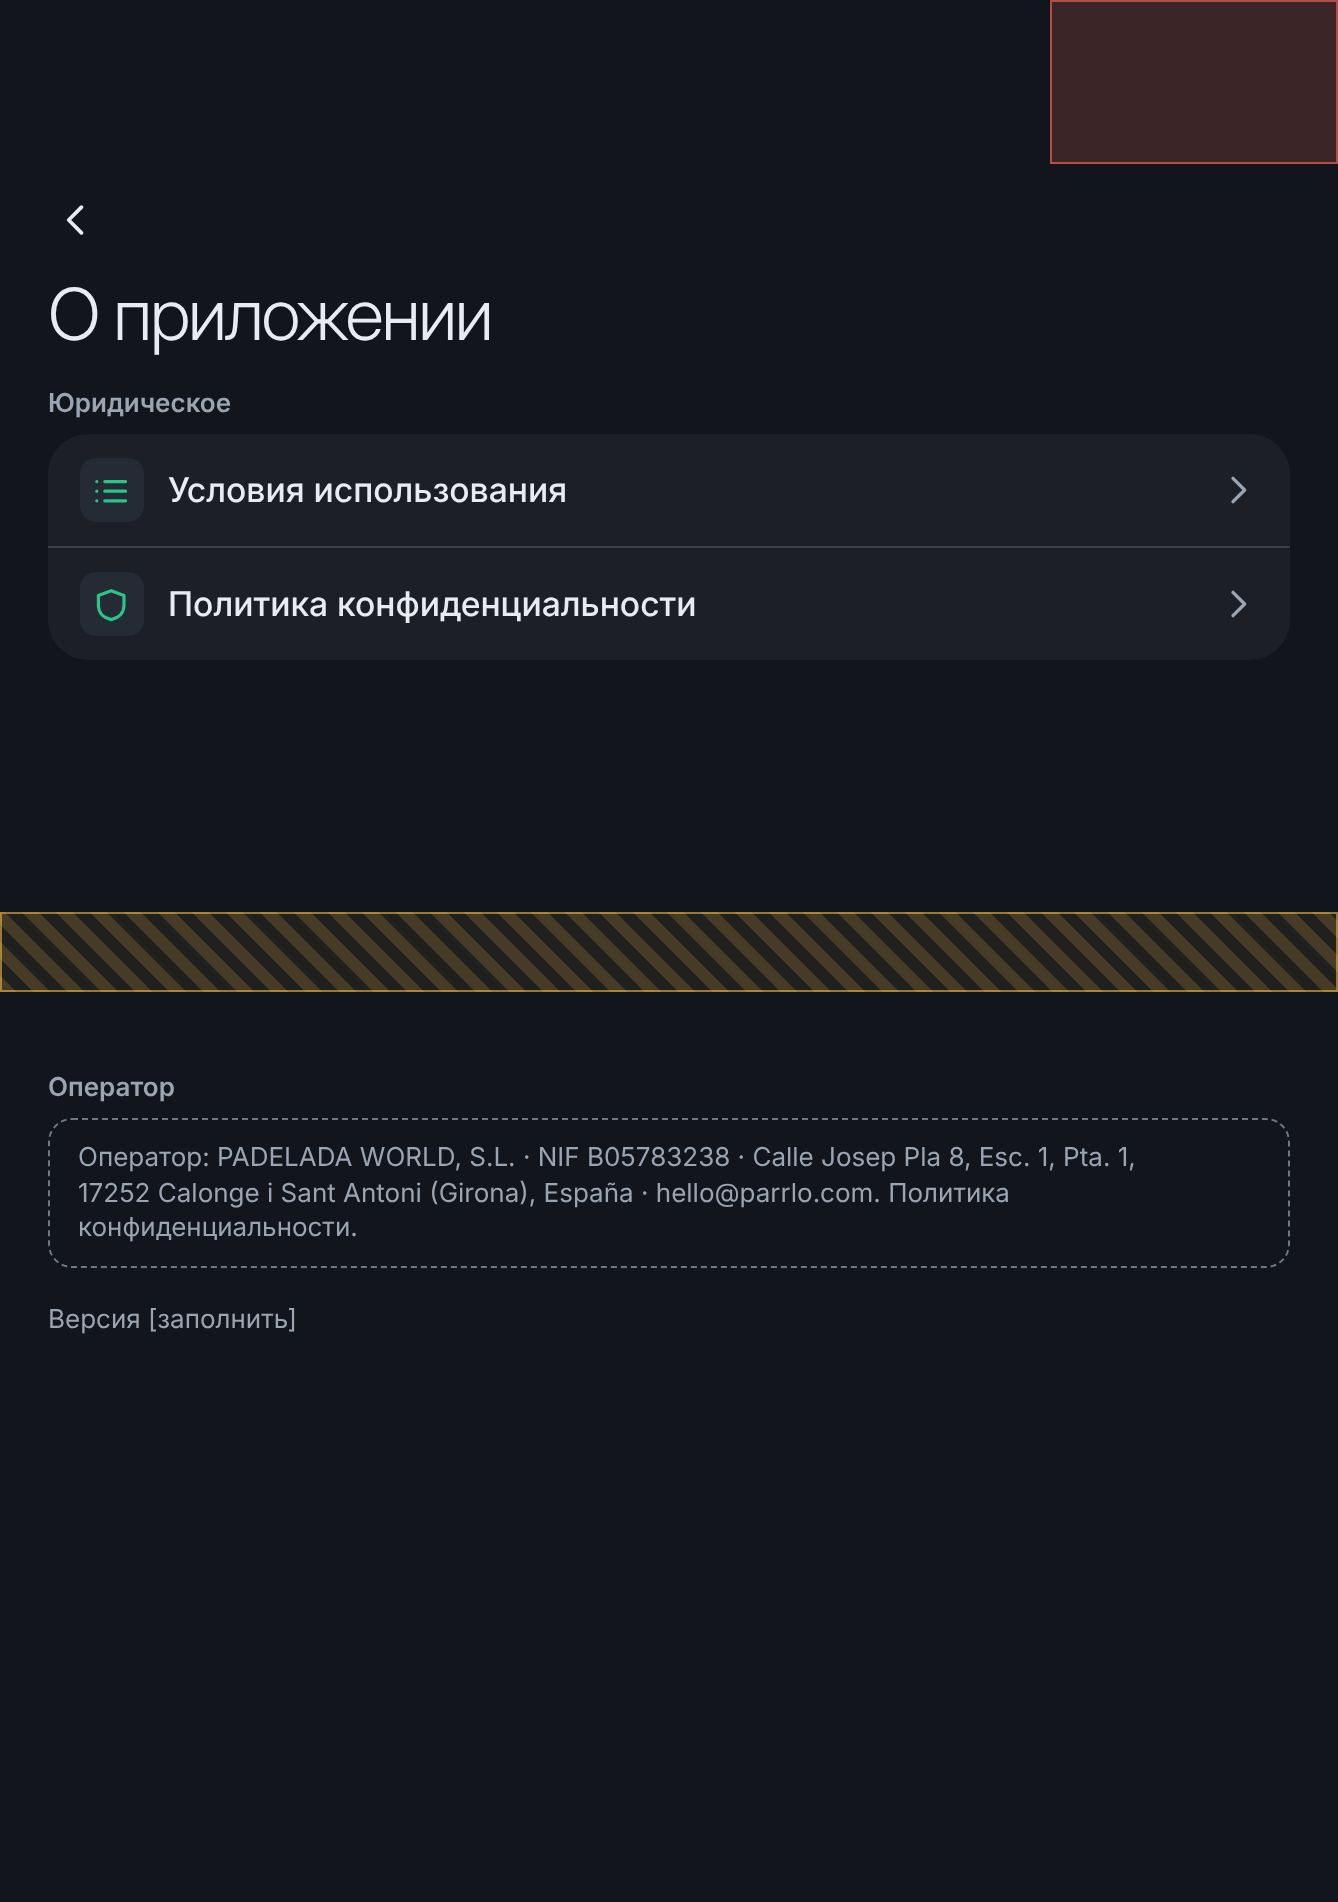 О приложении
Юридическое
Условия использования
Политика конфиденциальности
Оператор
Оператор: PADELADA WORLD, S.L. · NIF B05783238 · Calle Josep Pla 8, Esc. 1, Pta. 1,
17252 Calonge i Sant Antoni (Girona), España · hello@parrlo.com. Политика
конфиденциальности.
Версия [заполнить]